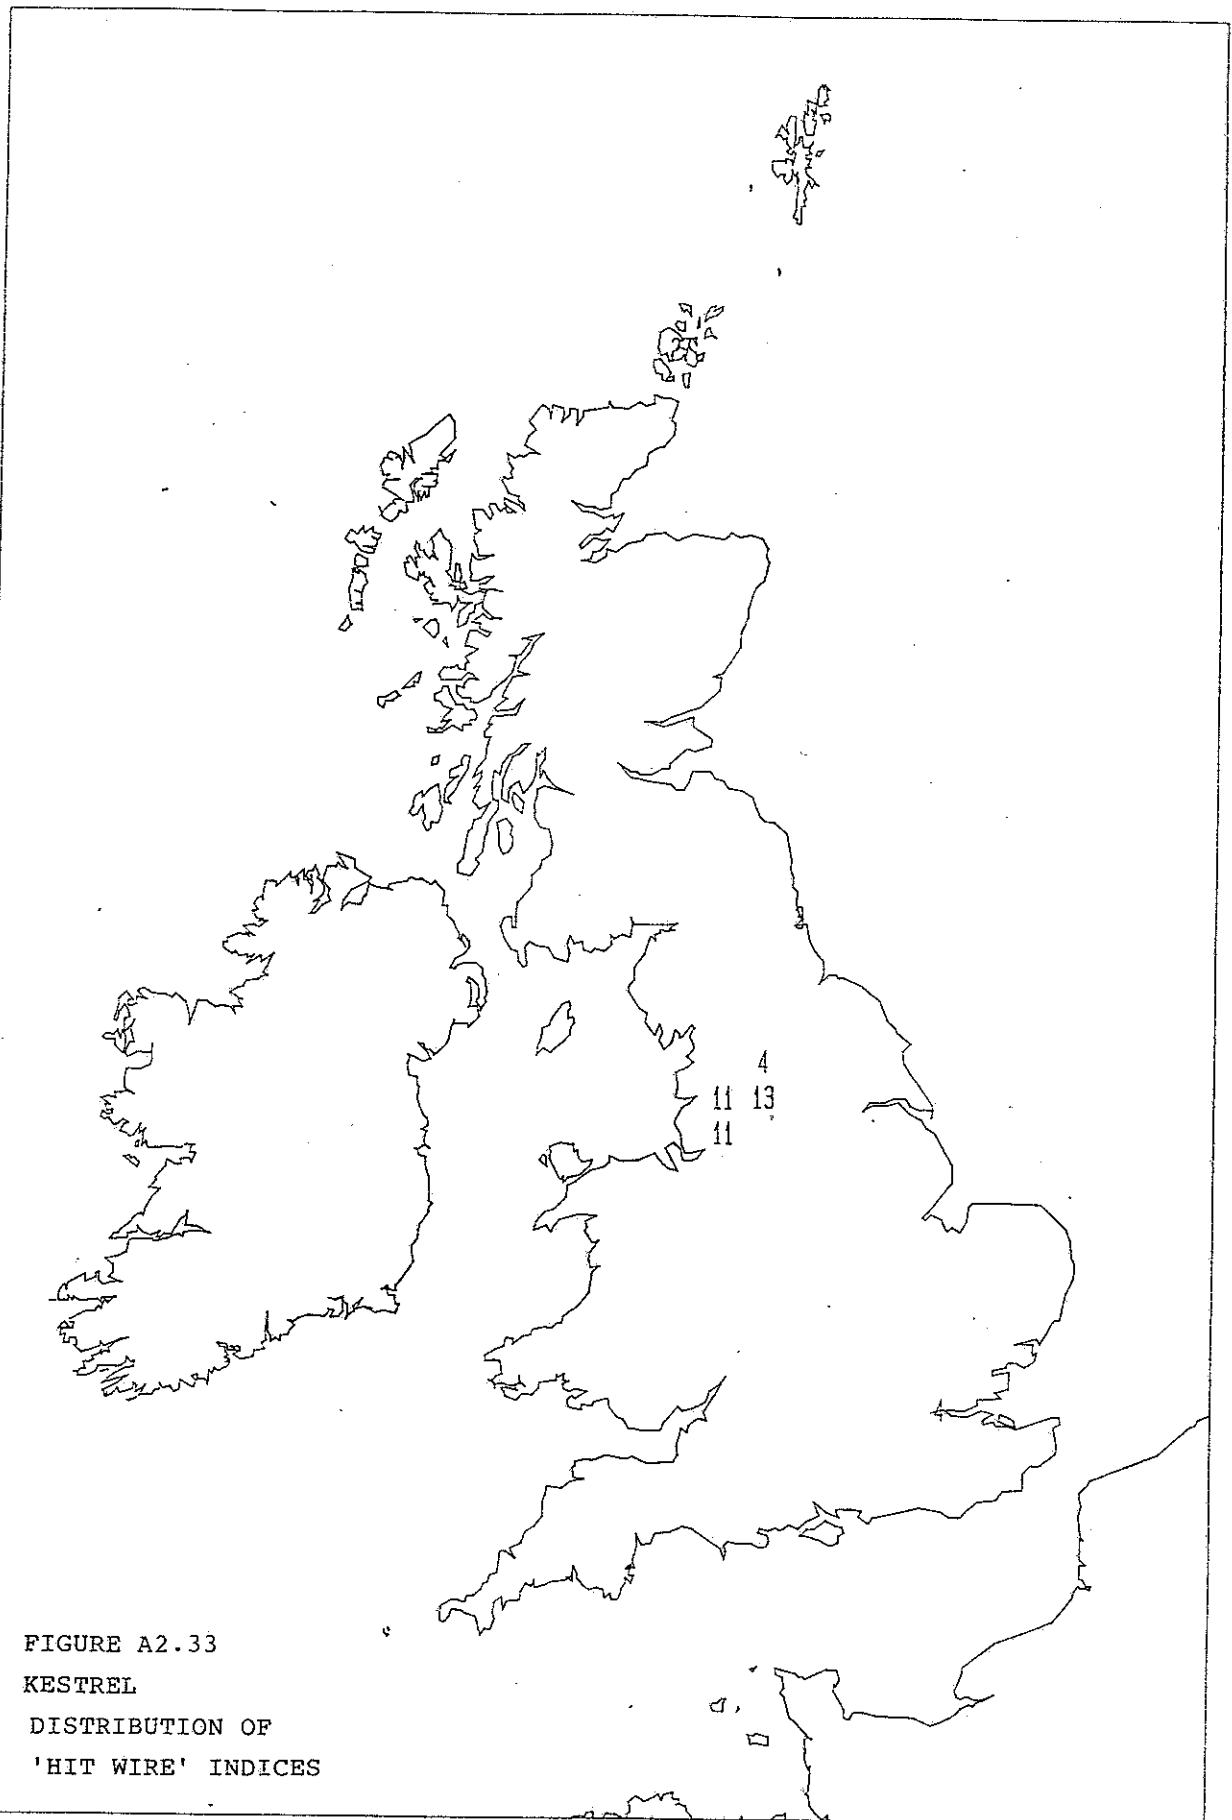 4
11 13
11
FIGURE A2.33
KESTREL
DISTRIBUTION OF
'HIT WIRE' INDICES